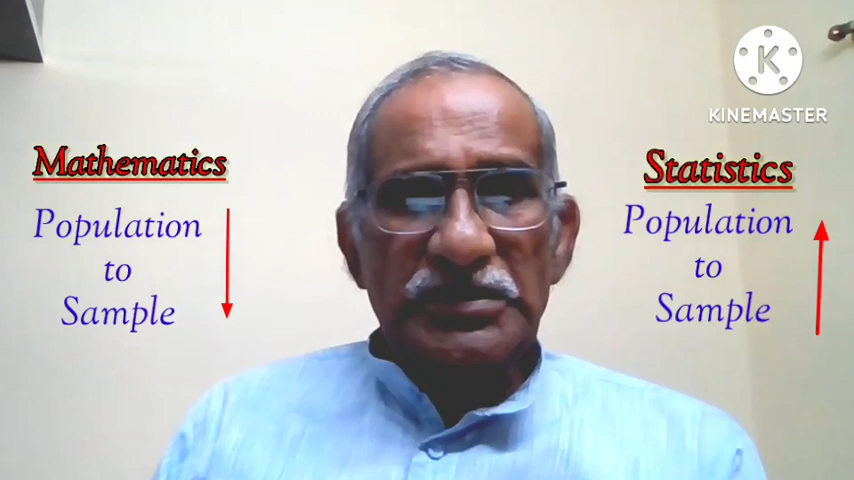 KINEMASTER
Mathematics
Population
to
Sample
Statistics
Population
to
Sample